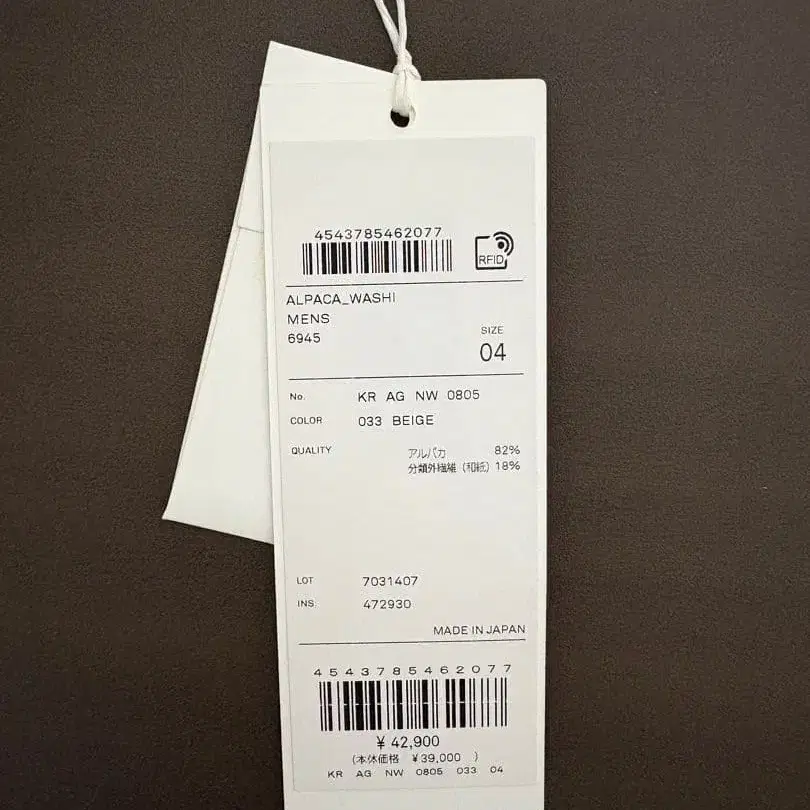 4543785462077
RFID
ALPACA_WASHI
MENS
6945
SIZE
04
No. KR AG NW 0805
COLOR 033 BEIGE
QUALITY アルパカ 82%
分類外繊維（和紙）18%
LOT 7031407
INS. 472930
MADE IN JAPAN
4543785462077
¥ 42,900
（本体価格 ¥39,000 ）
KR AG NW 0805 033 04